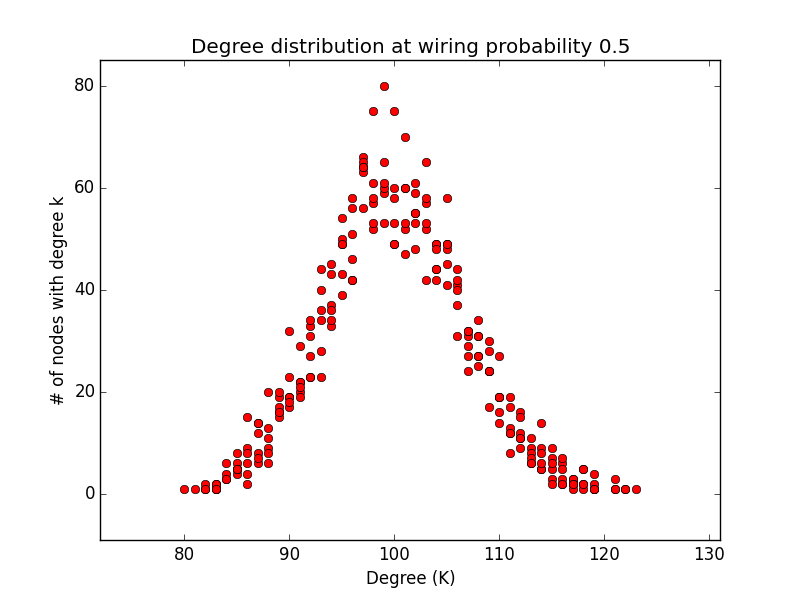 Degree distribution at wiring probability 0.5
80
60
40
20
0
# of nodes with degree k
80 90 100 110 120 130
Degree (K)